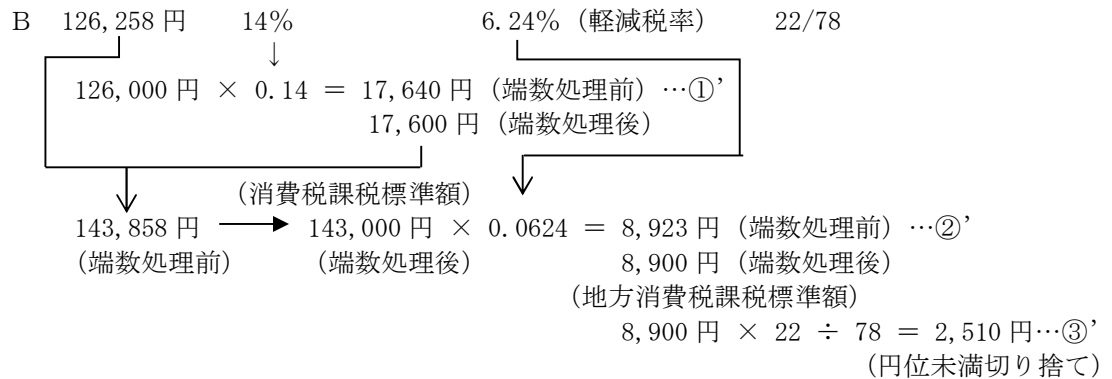 B 126,258 円 14% 6.24%（軽減税率） 22/78
↓
126,000 円 × 0.14 = 17,640 円（端数処理前）…①’
17,600 円（端数処理後）
（消費税課税標準額）
143,858 円 → 143,000 円 × 0.0624 = 8,923 円（端数処理前）…②’
（端数処理前） （端数処理後） 8,900 円（端数処理後）
（地方消費税課税標準額）
8,900 円 × 22 ÷ 78 = 2,510 円…③’
（円位未満切り捨て）